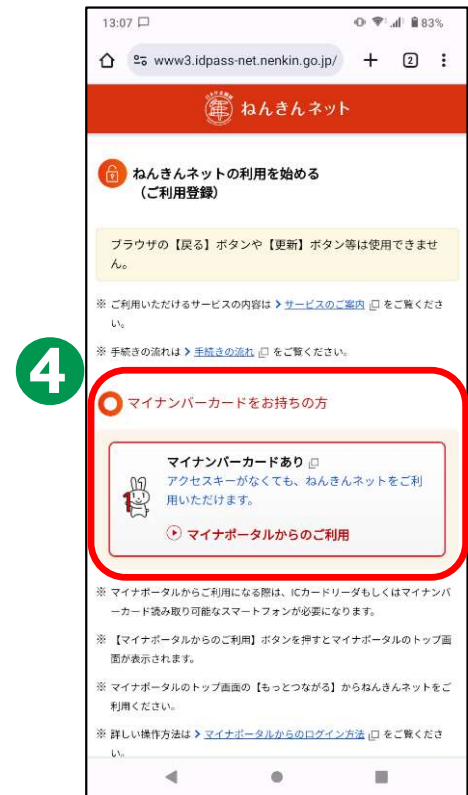 13:07 83%
www3.idpass-net.nenkin.go.jp/ 2
ねんきんネット
ねんきんネットの利用を始める
(ご利用登録)
ブラウザの【戻る】ボタンや【更新】ボタン等は使用できませ
ん。
※ ご利用いただけるサービスの内容は サービスのご案内 をご覧くださ
い。
※ 手続きの流れは 手続きの流れ をご覧ください。
4
マイナンバーカードをお持ちの方
マイナンバーカードあり
アクセスキーがなくても、ねんきんネットをご利
用いただけます。
マイナポータルからのご利用
※ マイナポータルからご利用になる際は、ICカードリーダもしくはマイナンバ
ーカード読み取り可能なスマートフォンが必要になります。
※ 【マイナポータルからのご利用】ボタンを押すとマイナポータルのトップ画
面が表示されます。
※ マイナポータルのトップ画面の【もっとつながる】からねんきんネットをご
利用ください。
※ 詳しい操作方法は マイナポータルからのログイン方法 をご覧くださ
い。